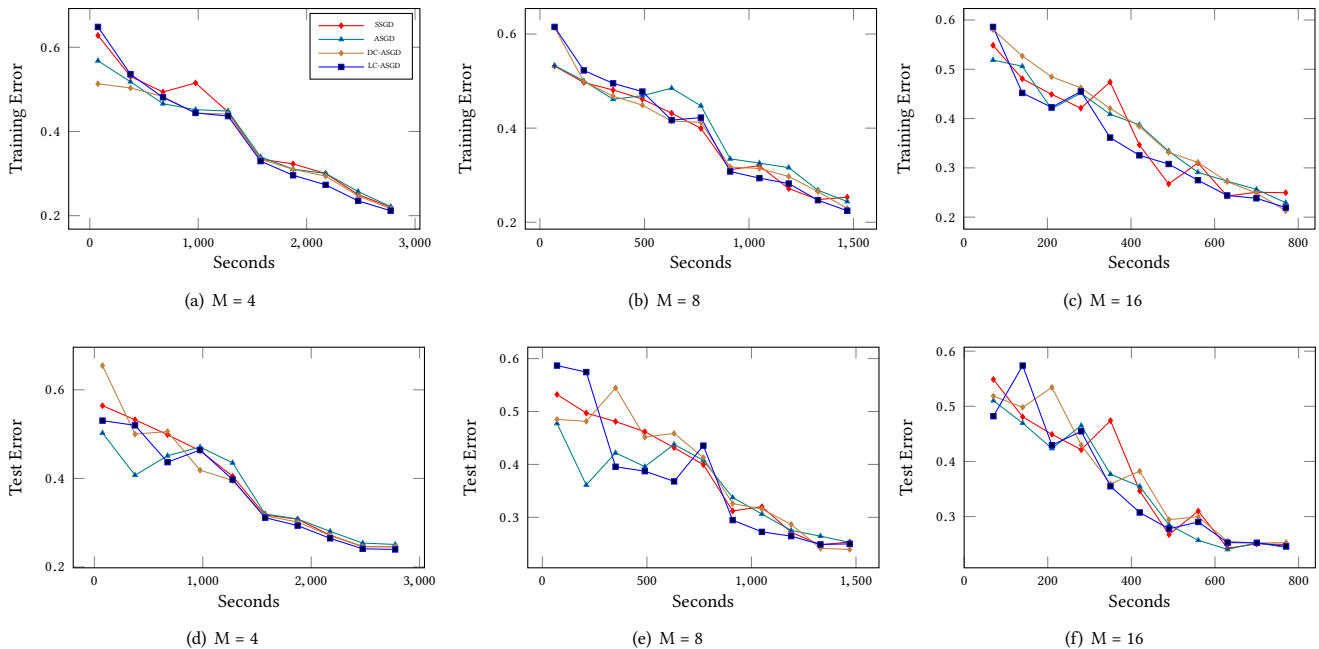 SSGD
ASGD
DC-ASGD
LC-ASGD
Training Error
0.6
0.4
0.2
0
1,000
2,000
3,000
Seconds
(a) M = 4
Training Error
0.6
0.4
0.2
0
500
1,000
1,500
Seconds
(b) M = 8
Training Error
0.6
0.5
0.4
0.3
0.2
0
200
400
600
800
Seconds
(c) M = 16
Test Error
0.6
0.4
0.2
0
1,000
2,000
3,000
Seconds
(d) M = 4
Test Error
0.6
0.5
0.4
0.3
0
500
1,000
1,500
Seconds
(e) M = 8
Test Error
0.6
0.5
0.4
0.3
0
200
400
600
800
Seconds
(f) M = 16